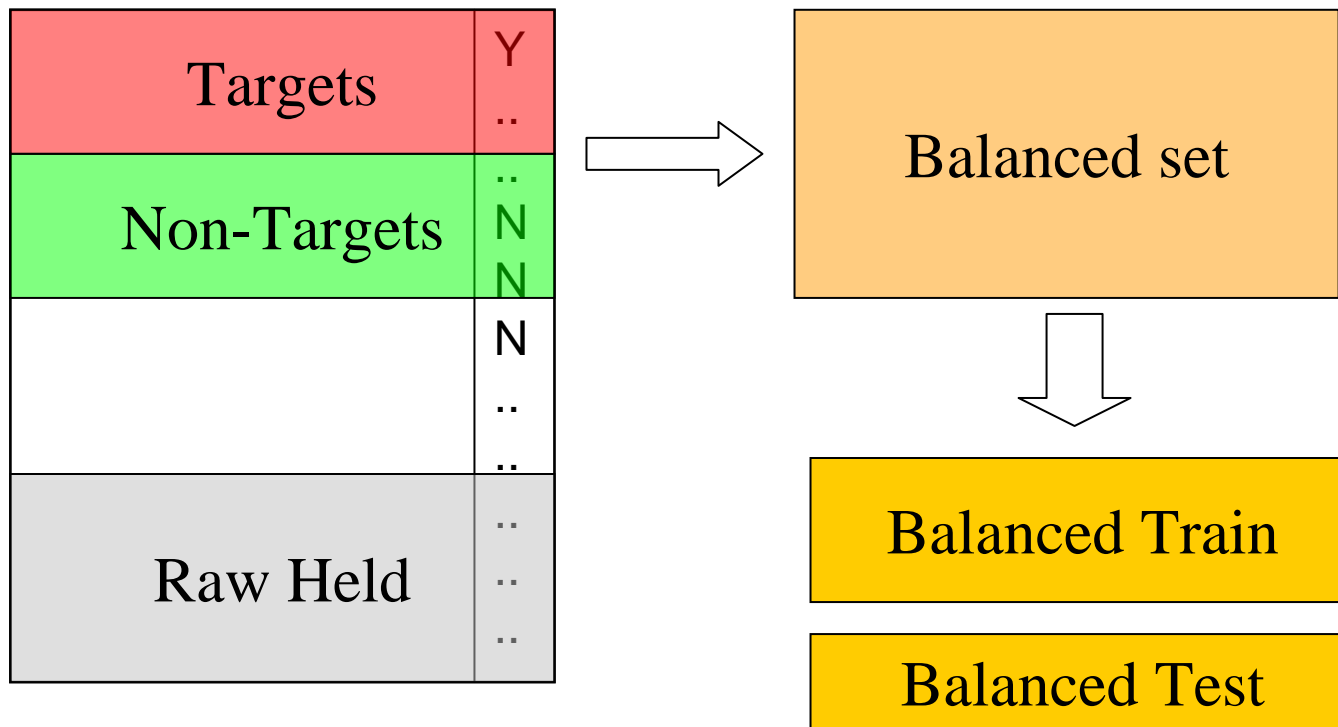 Targets
Y
..
..
Non-Targets
N
N
N
..
..
..
Raw Held
..
..
Balanced set
Balanced Train
Balanced Test